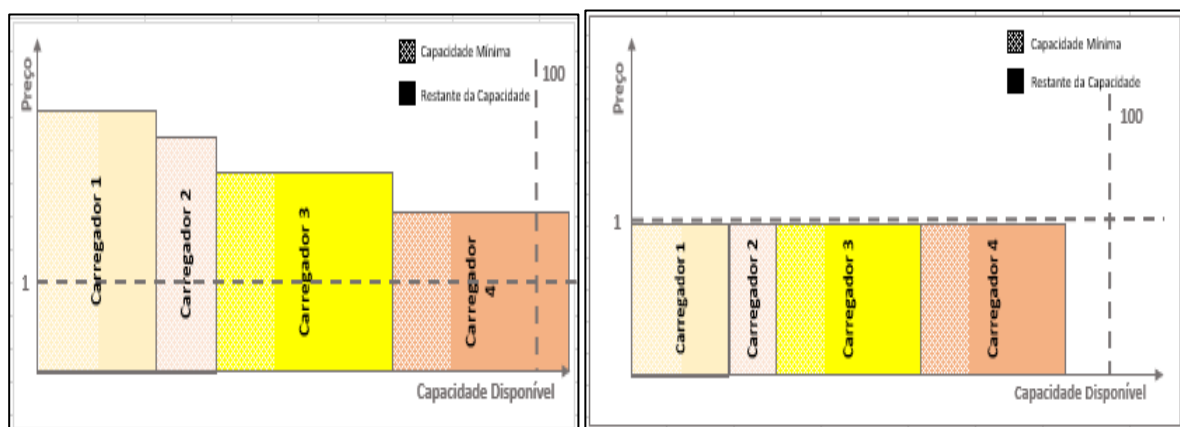 Preço
Capacidade Mínima
Restante da Capacidade
100
1
Carregador 1
Carregador 2
Carregador 3
Carregador
4
Capacidade Disponível
Preço
Capacidade Mínima
Restante da Capacidade
100
1
Carregador 1
Carregador 2
Carregador 3
Carregador 4
Capacidade Disponível